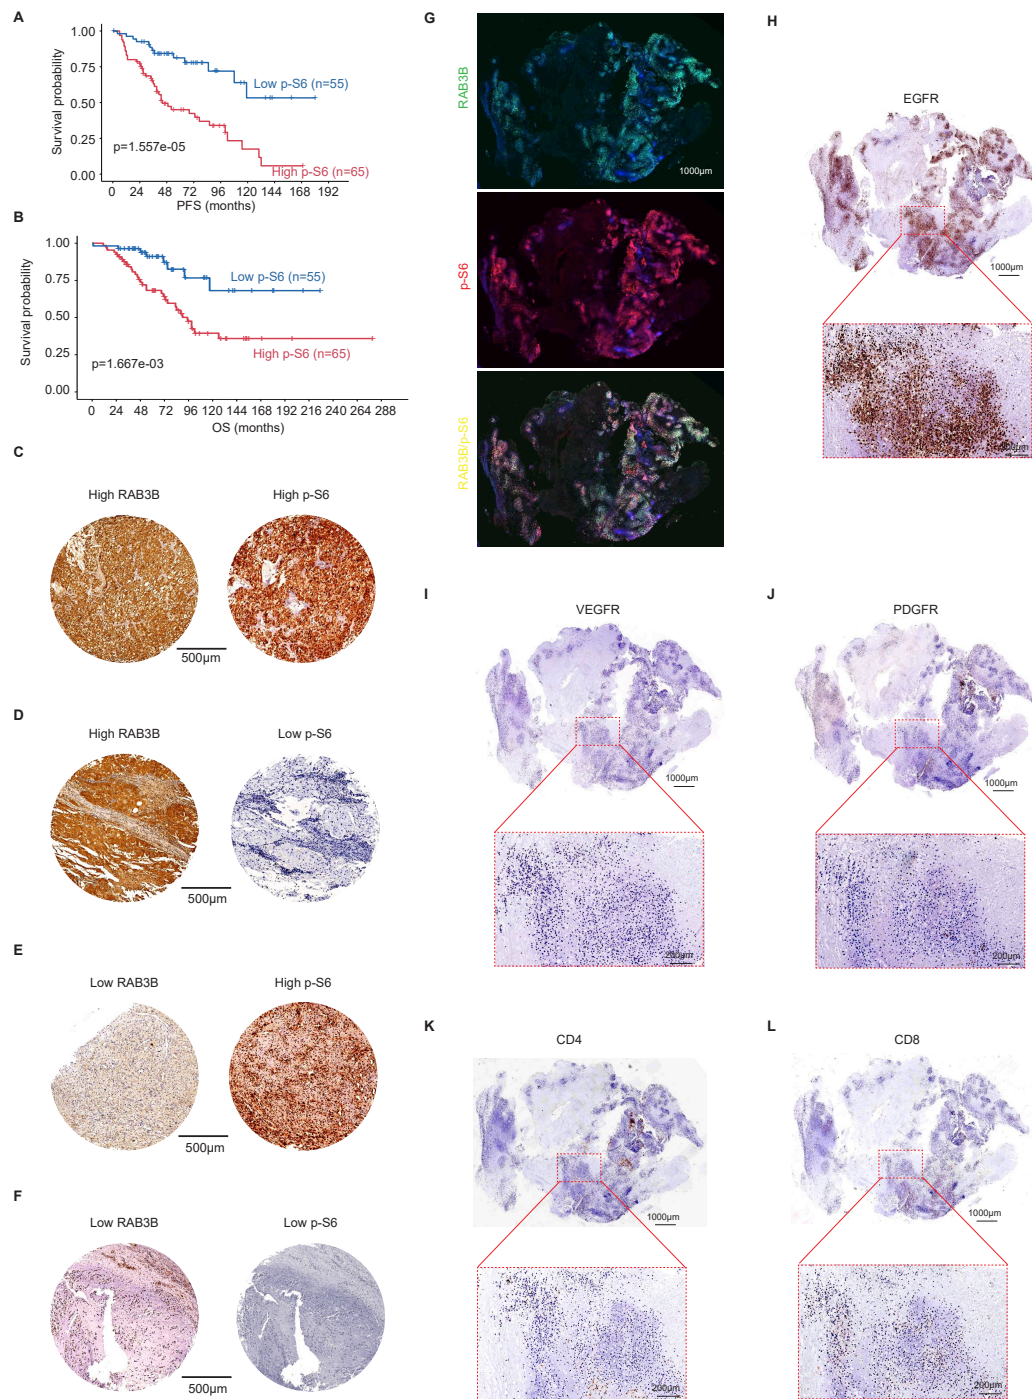 A
Survival probability
1.00
0.75
0.50
0.25
0.00
Low p-S6 (n=55)
p=1.557e-05
High p-S6 (n=65)
0 24 48 72 96 120 144 168 192
PFS (months)
B
Survival probability
1.00
0.75
0.50
0.25
0.00
Low p-S6 (n=55)
High p-S6 (n=65)
p=1.667e-03
0 24 48 72 96 120 144 168 192 216 240 264 288
OS (months)
C
High RAB3B
High p-S6
500μm
D
High RAB3B
Low p-S6
500μm
E
Low RAB3B
High p-S6
500μm
F
Low RAB3B
Low p-S6
500μm
G
RAB3B
1000μm
p-S6
RAB3B/p-S6
H
EGFR
1000μm
I
VEGFR
1000μm
200μm
J
PDGFR
1000μm
200μm
K
CD4
1000μm
200μm
L
CD8
1000μm
200μm